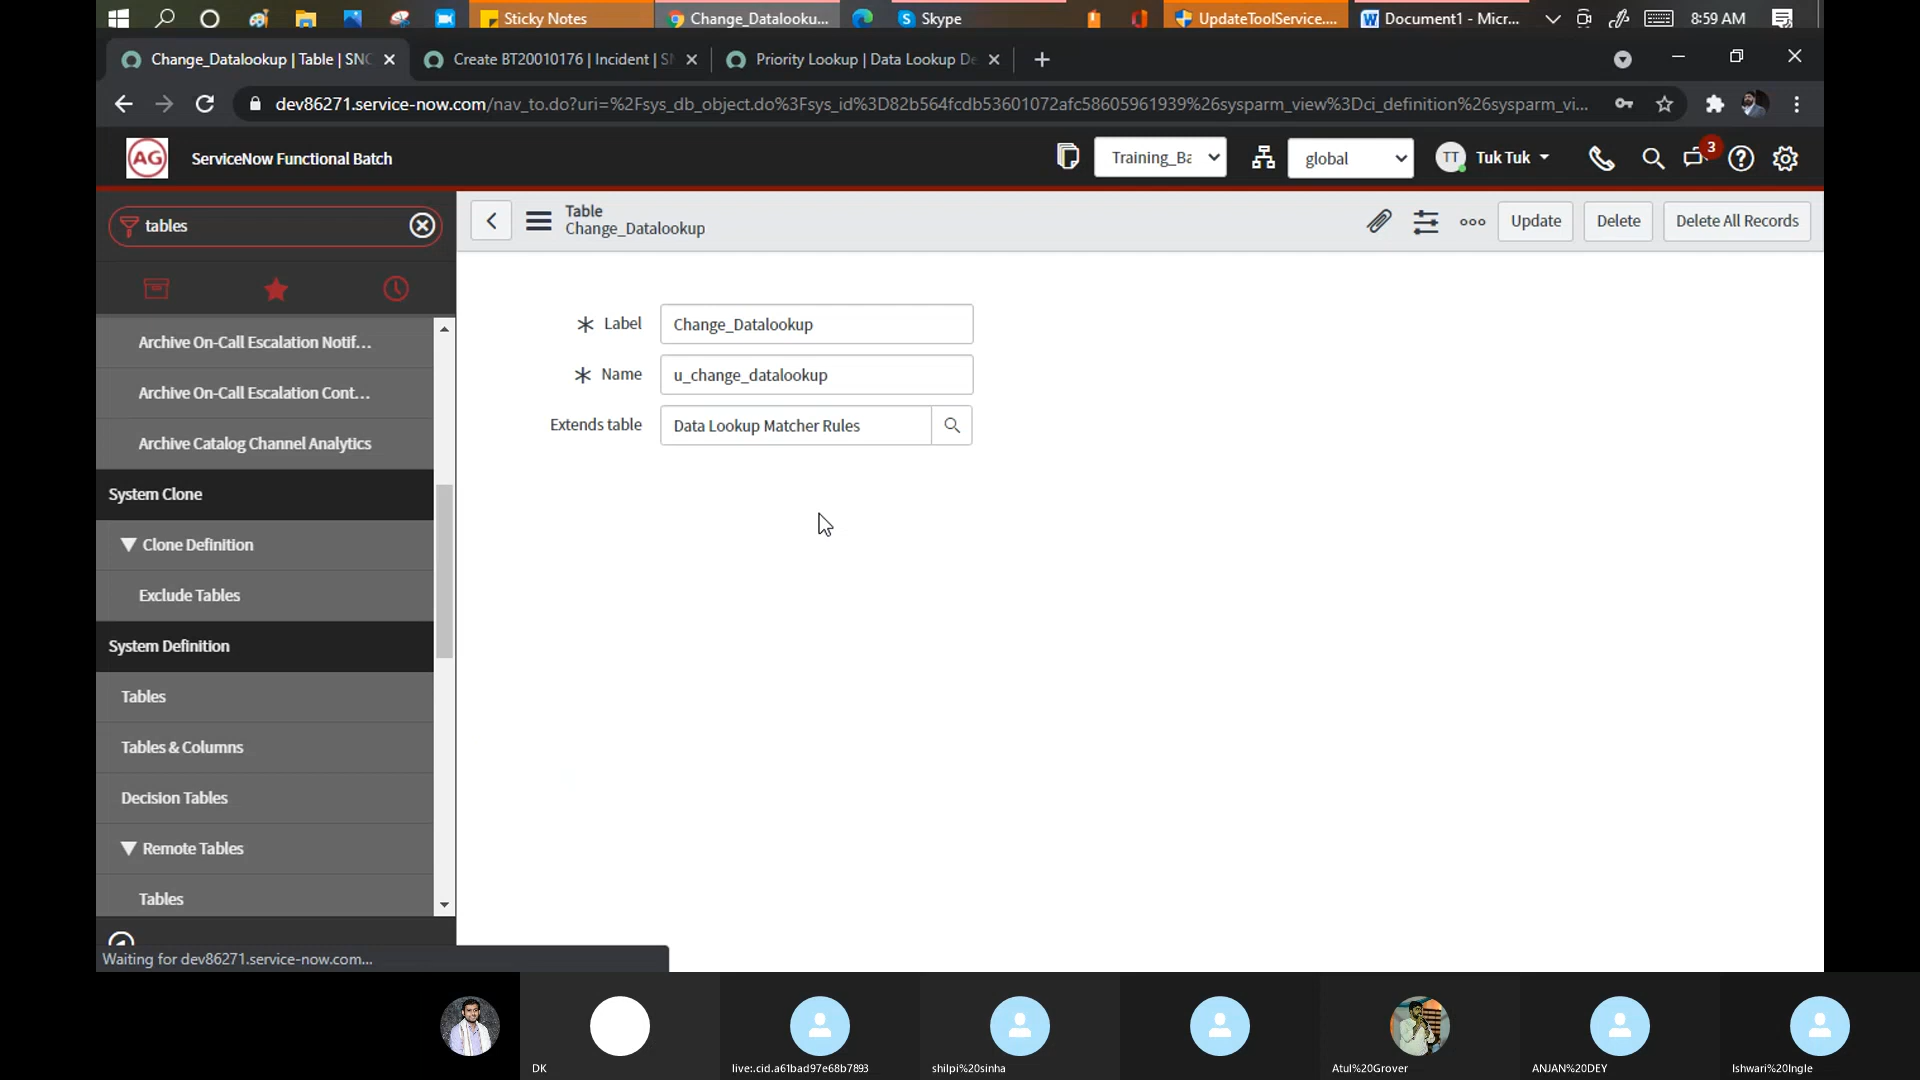 Sticky Notes
Change_Datalooku...
Skype
UpdateToolService....
Document1 - Micr...
8:59 AM
Change_Datalookup | Table | SNC
Create BT20010176 | Incident | S
Priority Lookup | Data Lookup De
dev86271.service-now.com/nav_to.do?uri=%2Fsys_db_object.do%3Fsys_id%3D82b564fcdb53601072afc58605961939%26sysparm_view%3Dci_definition%26sysparm_vi...
AG
ServiceNow Functional Batch
Training_Ba
global
TT
Tuk Tuk
3
tables
Table
Change_Datalookup
Update
Delete
Delete All Records
Archive On-Call Escalation Notif...
Archive On-Call Escalation Cont...
Archive Catalog Channel Analytics
System Clone
Clone Definition
Exclude Tables
System Definition
Tables
Tables & Columns
Decision Tables
Remote Tables
Tables
Label
Change_Datalookup
Name
u_change_datalookup
Extends table
Data Lookup Matcher Rules
Waiting for dev86271.service-now.com...
DK
live:.cid.a61bad97e68b7893
shilpi%20sinha
Atul%20Grover
ANJAN%20DEY
Ishwari%20Ingle